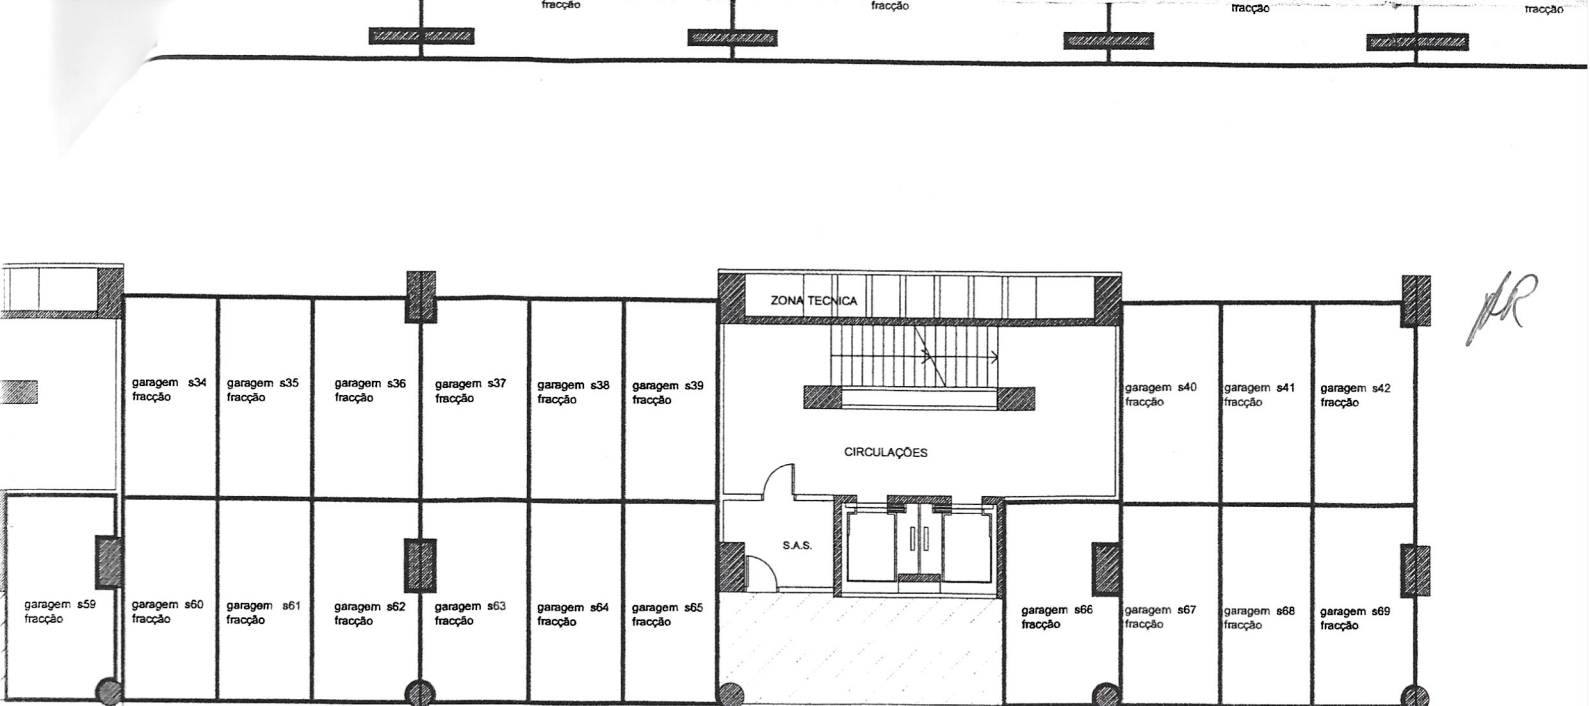 fracção
fracção
fracção
fracção
ZONA TECNICA
garagem s34
fracção
garagem s35
fracção
garagem s36
fracção
garagem s37
fracção
garagem s38
fracção
garagem s39
fracção
garagem s40
fracção
garagem s41
fracção
garagem s42
fracção
CIRCULAÇÕES
S.A.S.
garagem s59
fracção
garagem s60
fracção
garagem s61
fracção
garagem s62
fracção
garagem s63
fracção
garagem s64
fracção
garagem s65
fracção
garagem s66
fracção
garagem s67
fracção
garagem s68
fracção
garagem s69
fracção